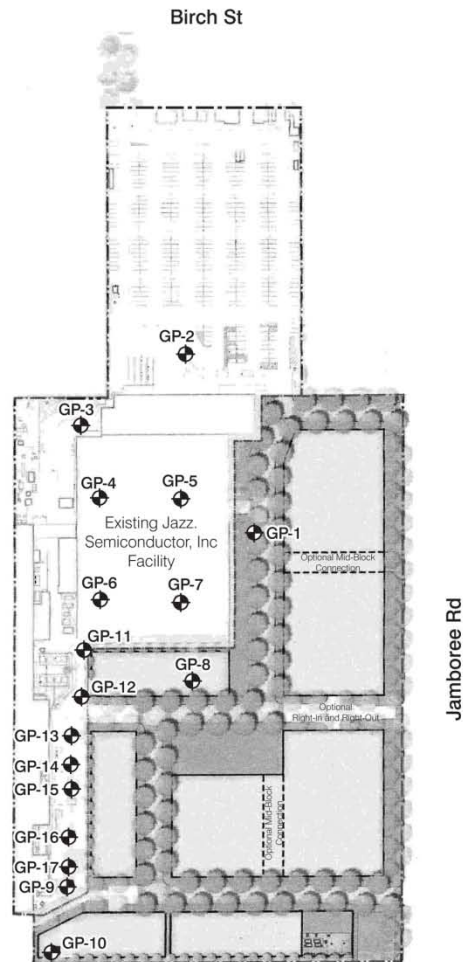 Birch St
GP-2
GP-3
GP-4
GP-5
Existing Jazz.
Semiconductor, Inc
Facility
GP-1
Optional Mid-Block
Connection
GP-6
GP-7
GP-11
GP-8
GP-12
Jamboree Rd
Optional
Right-In and Right-Out
GP-13
GP-14
GP-15
Optional Mid-Block
Connection
GP-16
GP-17
GP-9
GP-10